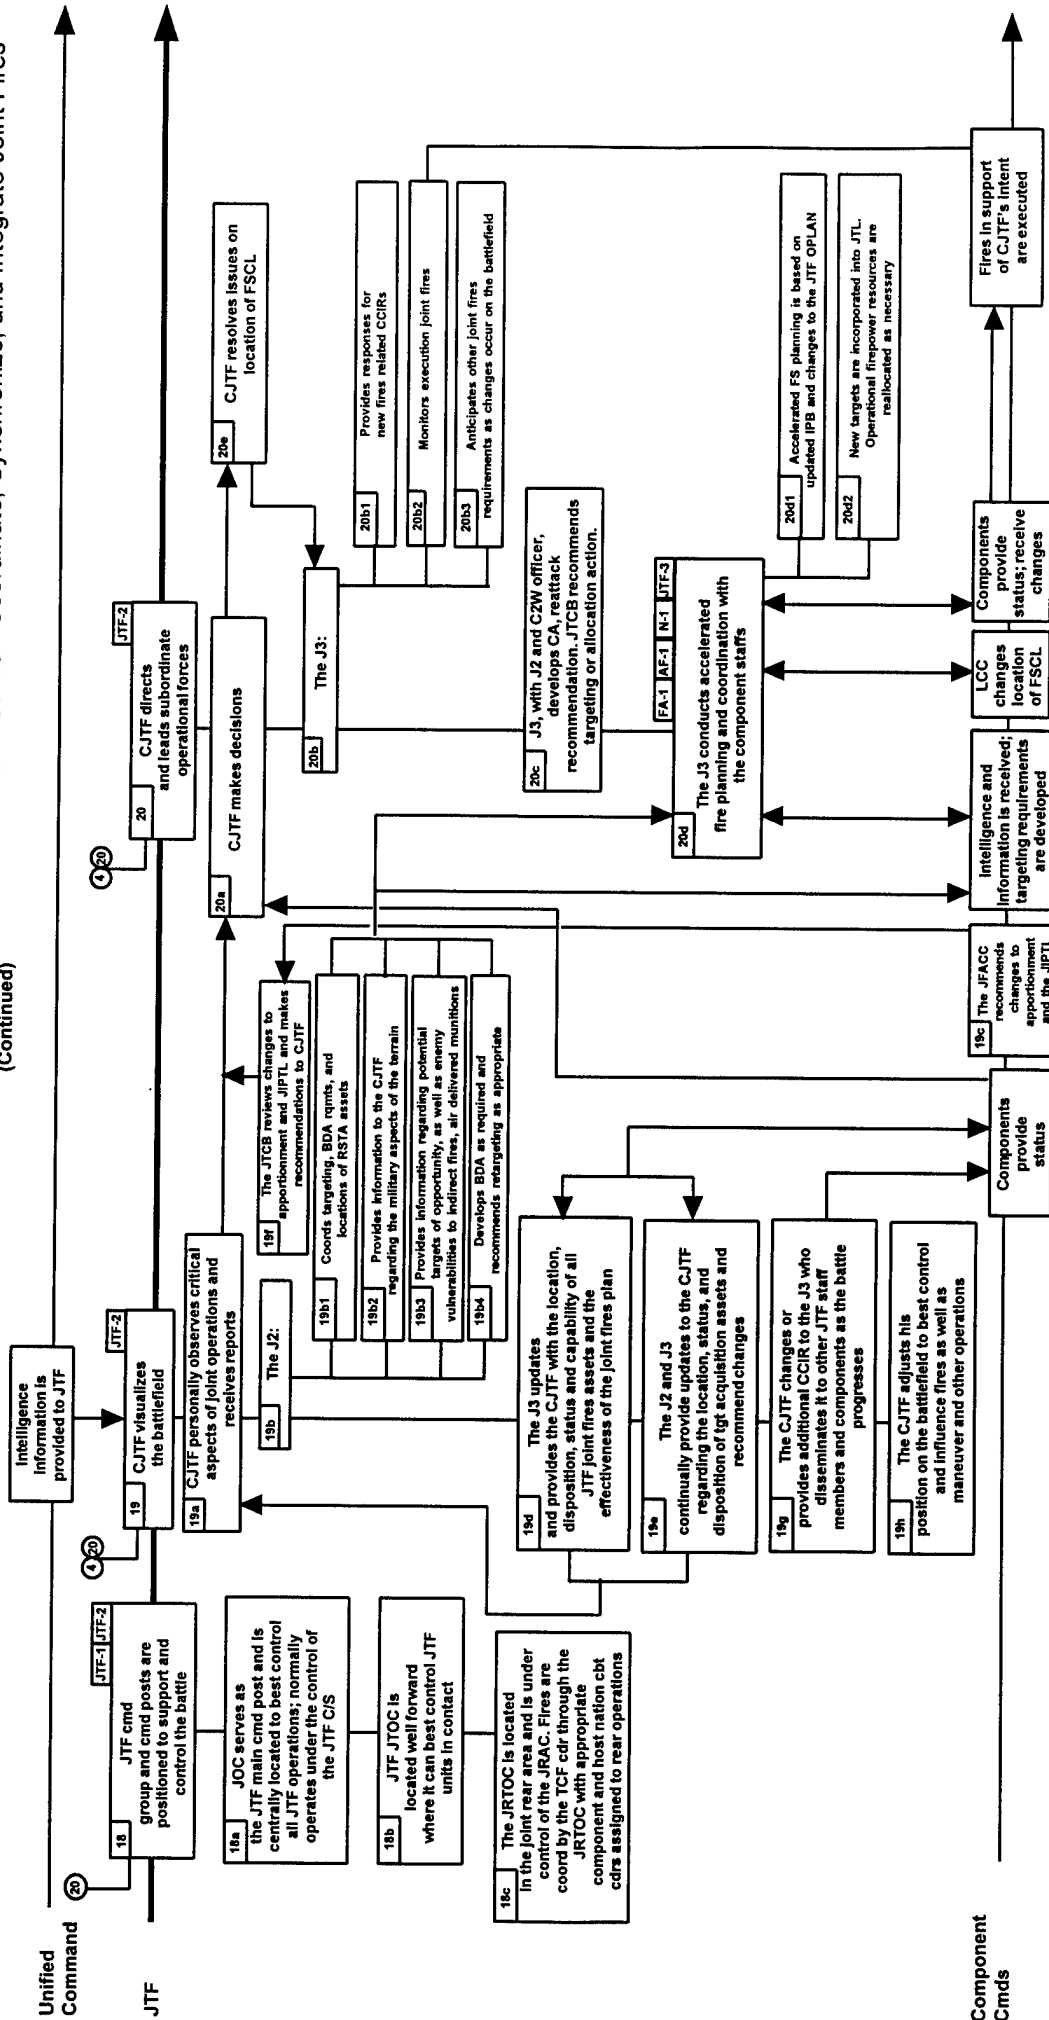 Coordinate, Synchronize, and Integrate Joint Fires
(Continued)
Unified
Command
Intelligence
information is
provided to JTF
JTF
20
JTF-1 JTF-2
18
JTF cmd
group and cmd posts are
positioned to support and
control the battle
18a
JOC serves as
the JTF main cmd post and is
centrally located to best control
all JTF operations; normally
operates under the control of
the JTF C/S
18b
JTF JTOC is
located well forward
where it can best control JTF
units in contact
18c
The JRTOC is located
in the joint rear area and is under
control of the JRAC. Fires are
coord by the TCF cdr through the
JRTOC with appropriate
component and host nation cbt
cdrs assigned to rear operations
4 20
JTF-2
19
CJTF visualizes
the battlefield
19a
CJTF personally observes critical
aspects of joint operations and
receives reports
19b
The J2:
19f
The JTCB reviews changes to
apportionment and JIPTL and makes
recommendations to CJTF
19b1
Coords targeting, BDA rqmts, and
locations of RSTA assets
19b2
Provides information to the CJTF
regarding the military aspects of the terrain
19b3
Provides information regarding potential
targets of opportunity, as well as enemy
vulnerabilities to indirect fires, air delivered munitions
19b4
Develops BDA as required and
recommends retargeting as appropriate
19d
The J3 updates
and provides the CJTF with the location,
disposition, status and capability of all
JTF joint fires assets and the
effectiveness of the joint fires plan
19e
The J2 and J3
continually provide updates to the CJTF
regarding the location, status, and
disposition of tgt acquisition assets and
recommend changes
19g
The CJTF changes or
provides additional CCIR to the J3 who
disseminates it to other JTF staff
members and components as the battle
progresses
19h
The CJTF adjusts his
position on the battlefield to best control
and influence fires as well as
maneuver and other operations
4 20
JTF-2
20
CJTF directs
and leads subordinate
operational forces
20a
CJTF makes decisions
20e
CJTF resolves issues on
location of FSCL
20b
The J3:
20b1
Provides responses for
new fires related CCIRs
20b2
Monitors execution joint fires
20b3
Anticipates other joint fires
requirements as changes occur on the battlefield
20c
J3, with J2 and C2W officer,
develops CA, reattack
recommendation. JTCB recommends
targeting or allocation action.
FA-1 AF-1 N-1 JTF-3
20d
The J3 conducts accelerated
fire planning and coordination with
the component staffs
20d1
Accelerated FS planning is based on
updated IPB and changes to the JTF OPLAN
20d2
New targets are incorporated into JTL.
Operational firepower resources are
reallocated as necessary
Component
Cmds
Components
provide
status
19c
The JFACC
recommends
changes to
apportionment
and the JIPTL
Intelligence and
information is received;
targeting requirements
are developed
LCC
changes
location
of FSCL
Components
provide
status; receive
changes
Fires in support
of CJTF's intent
are executed